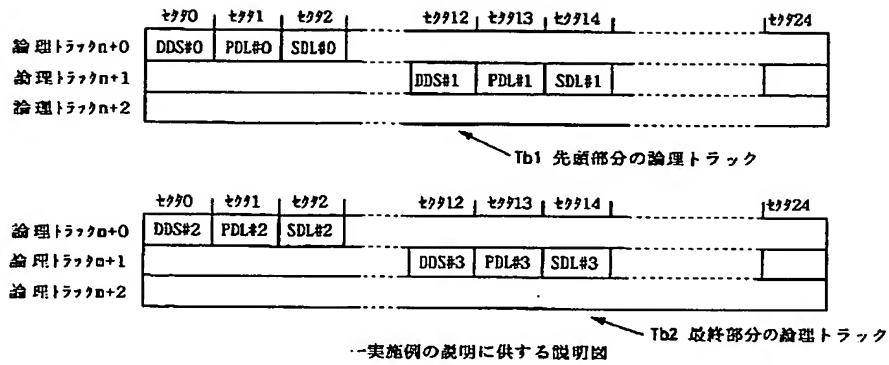 セクタ0 セクタ1 セクタ2 セクタ12 セクタ13 セクタ14 セクタ24
論理トラックn+0 DDS#0 PDL#0 SDL#0
論理トラックn+1 DDS#1 PDL#1 SDL#1
論理トラックn+2
Tb1 先頭部分の論理トラック
セクタ0 セクタ1 セクタ2 セクタ12 セクタ13 セクタ14 セクタ24
論理トラックm+0 DDS#2 PDL#2 SDL#2
論理トラックm+1 DDS#3 PDL#3 SDL#3
論理トラックm+2
Tb2 最終部分の論理トラック
一実施例の説明に供する説明図